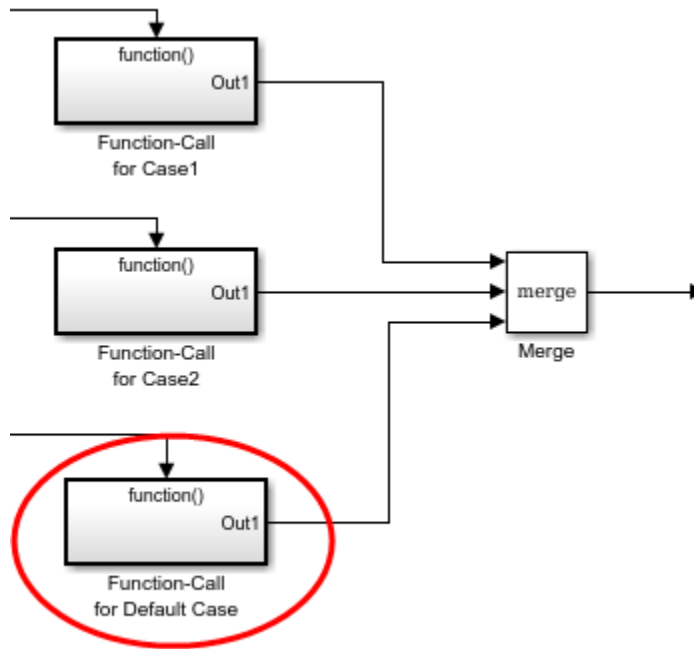 function()
Out1
Function-Call
for Case1
function()
Out1
merge
Function-Call
for Case2
Merge
function()
Out1
Function-Call
for Default Case